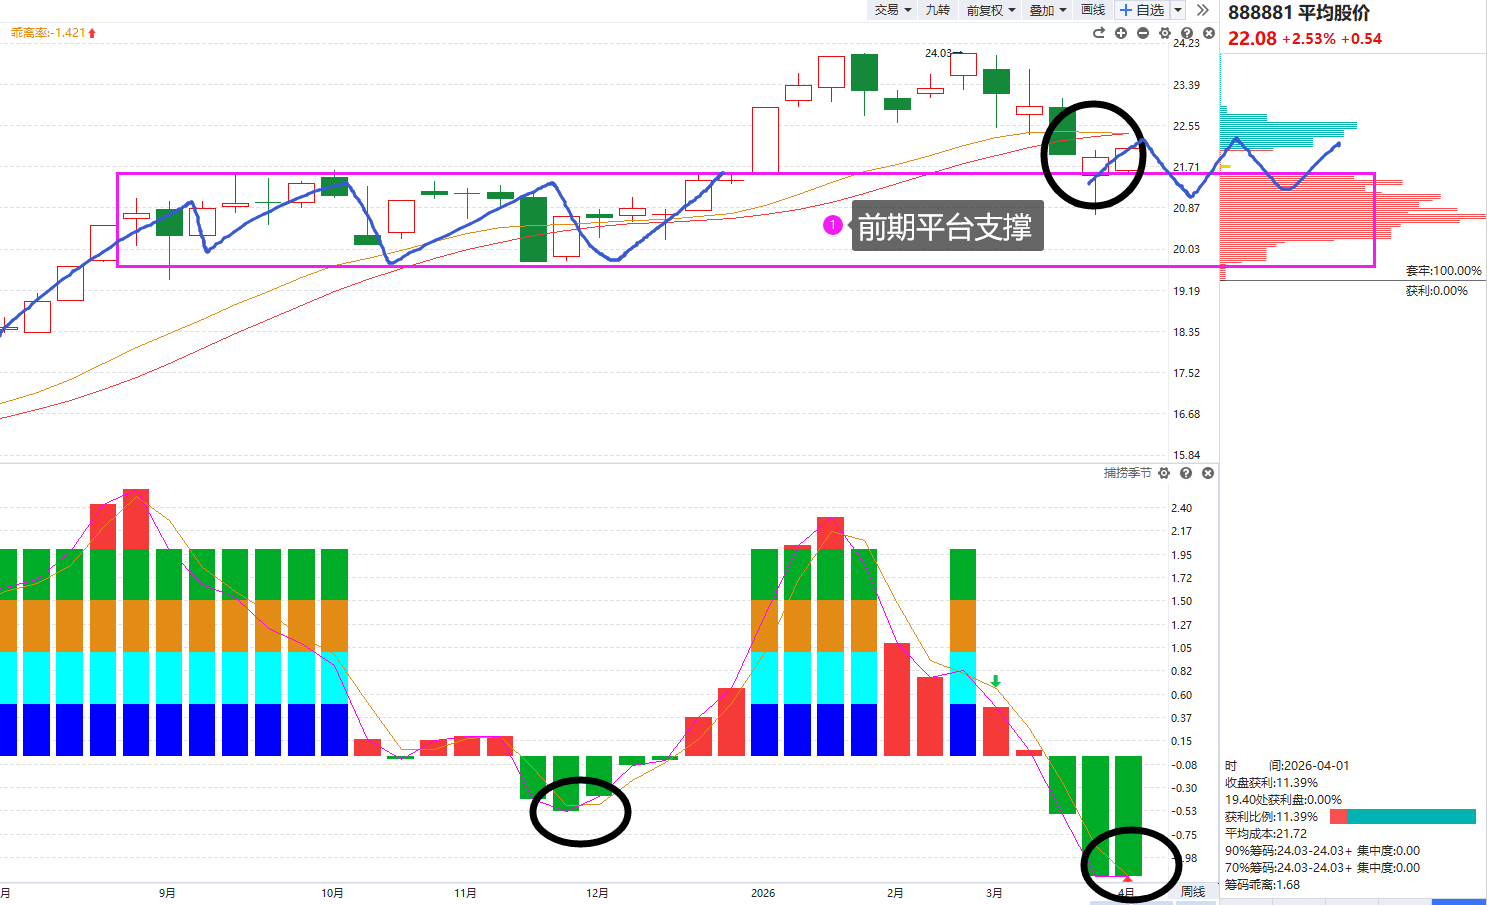 交易 九转 前复权 叠加 画线 + 自选
888881 平均股价
22.08 +2.53% +0.54
乖离率:-1.421
24.23
24.03
23.39
22.55
21.71
20.87
1 前期平台支撑
20.03
套牢:100.00%
获利:0.00%
19.19
18.35
17.52
16.68
15.84
捕捞季节
2.40
2.17
1.95
1.72
1.50
1.27
1.05
0.82
0.60
0.37
0.15
-0.08
-0.30
-0.53
-0.75
.98
时 间:2026-04-01
收盘获利:11.39%
19.40处获利盘:0.00%
获利比例:11.39%
平均成本:21.72
90%筹码:24.03-24.03+ 集中度:0.00
70%筹码:24.03-24.03+ 集中度:0.00
筹码乖离:1.68
月 9月 10月 11月 12月 2026 2月 3月 4月 周线